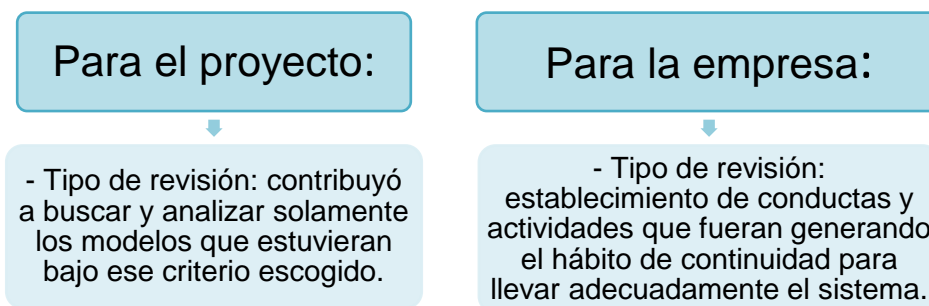 Para el proyecto:
- Tipo de revisión: contribuyó
a buscar y analizar solamente
los modelos que estuvieran
bajo ese criterio escogido.
Para la empresa:
- Tipo de revisión:
establecimiento de conductas y
actividades que fueran generando
el hábito de continuidad para
llevar adecuadamente el sistema.